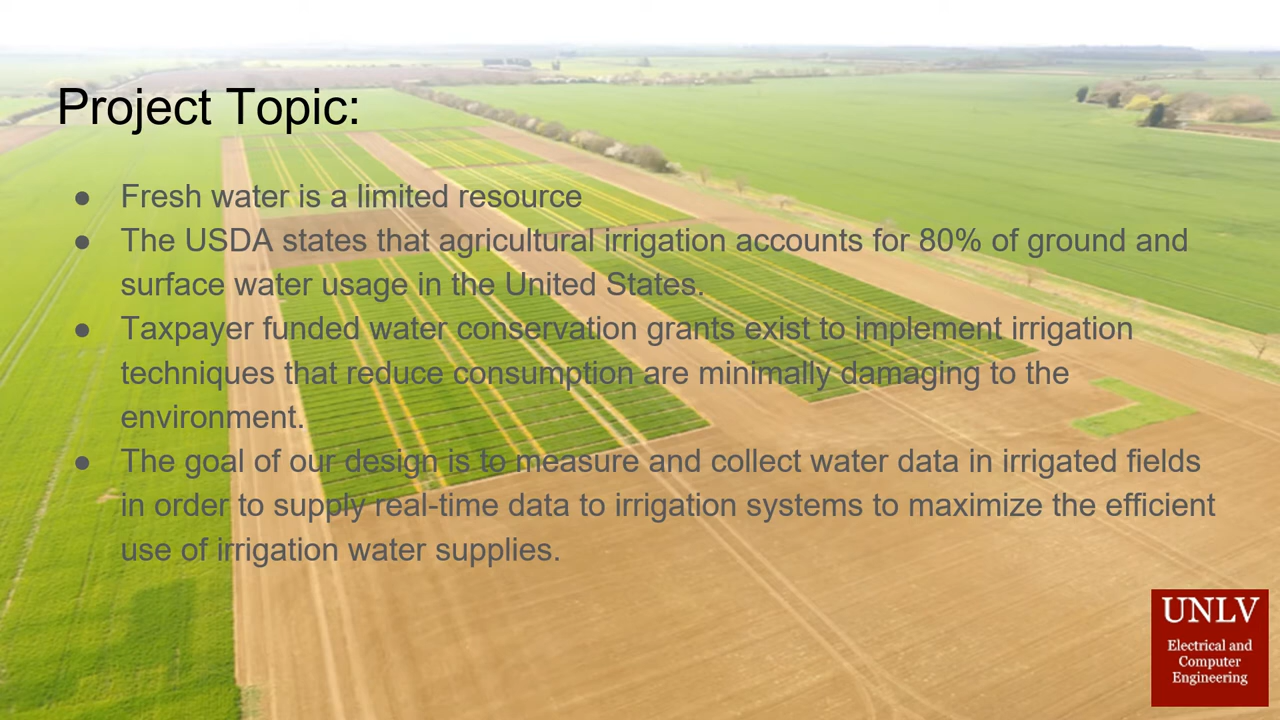 Project Topic:
● Fresh water is a limited resource
● The USDA states that agricultural irrigation accounts for 80% of ground and
surface water usage in the United States.
● Taxpayer funded water conservation grants exist to implement irrigation
techniques that reduce consumption are minimally damaging to the
environment.
● The goal of our design is to measure and collect water data in irrigated fields
in order to supply real-time data to irrigation systems to maximize the efficient
use of irrigation water supplies.
UNLV
Electrical and
Computer
Engineering